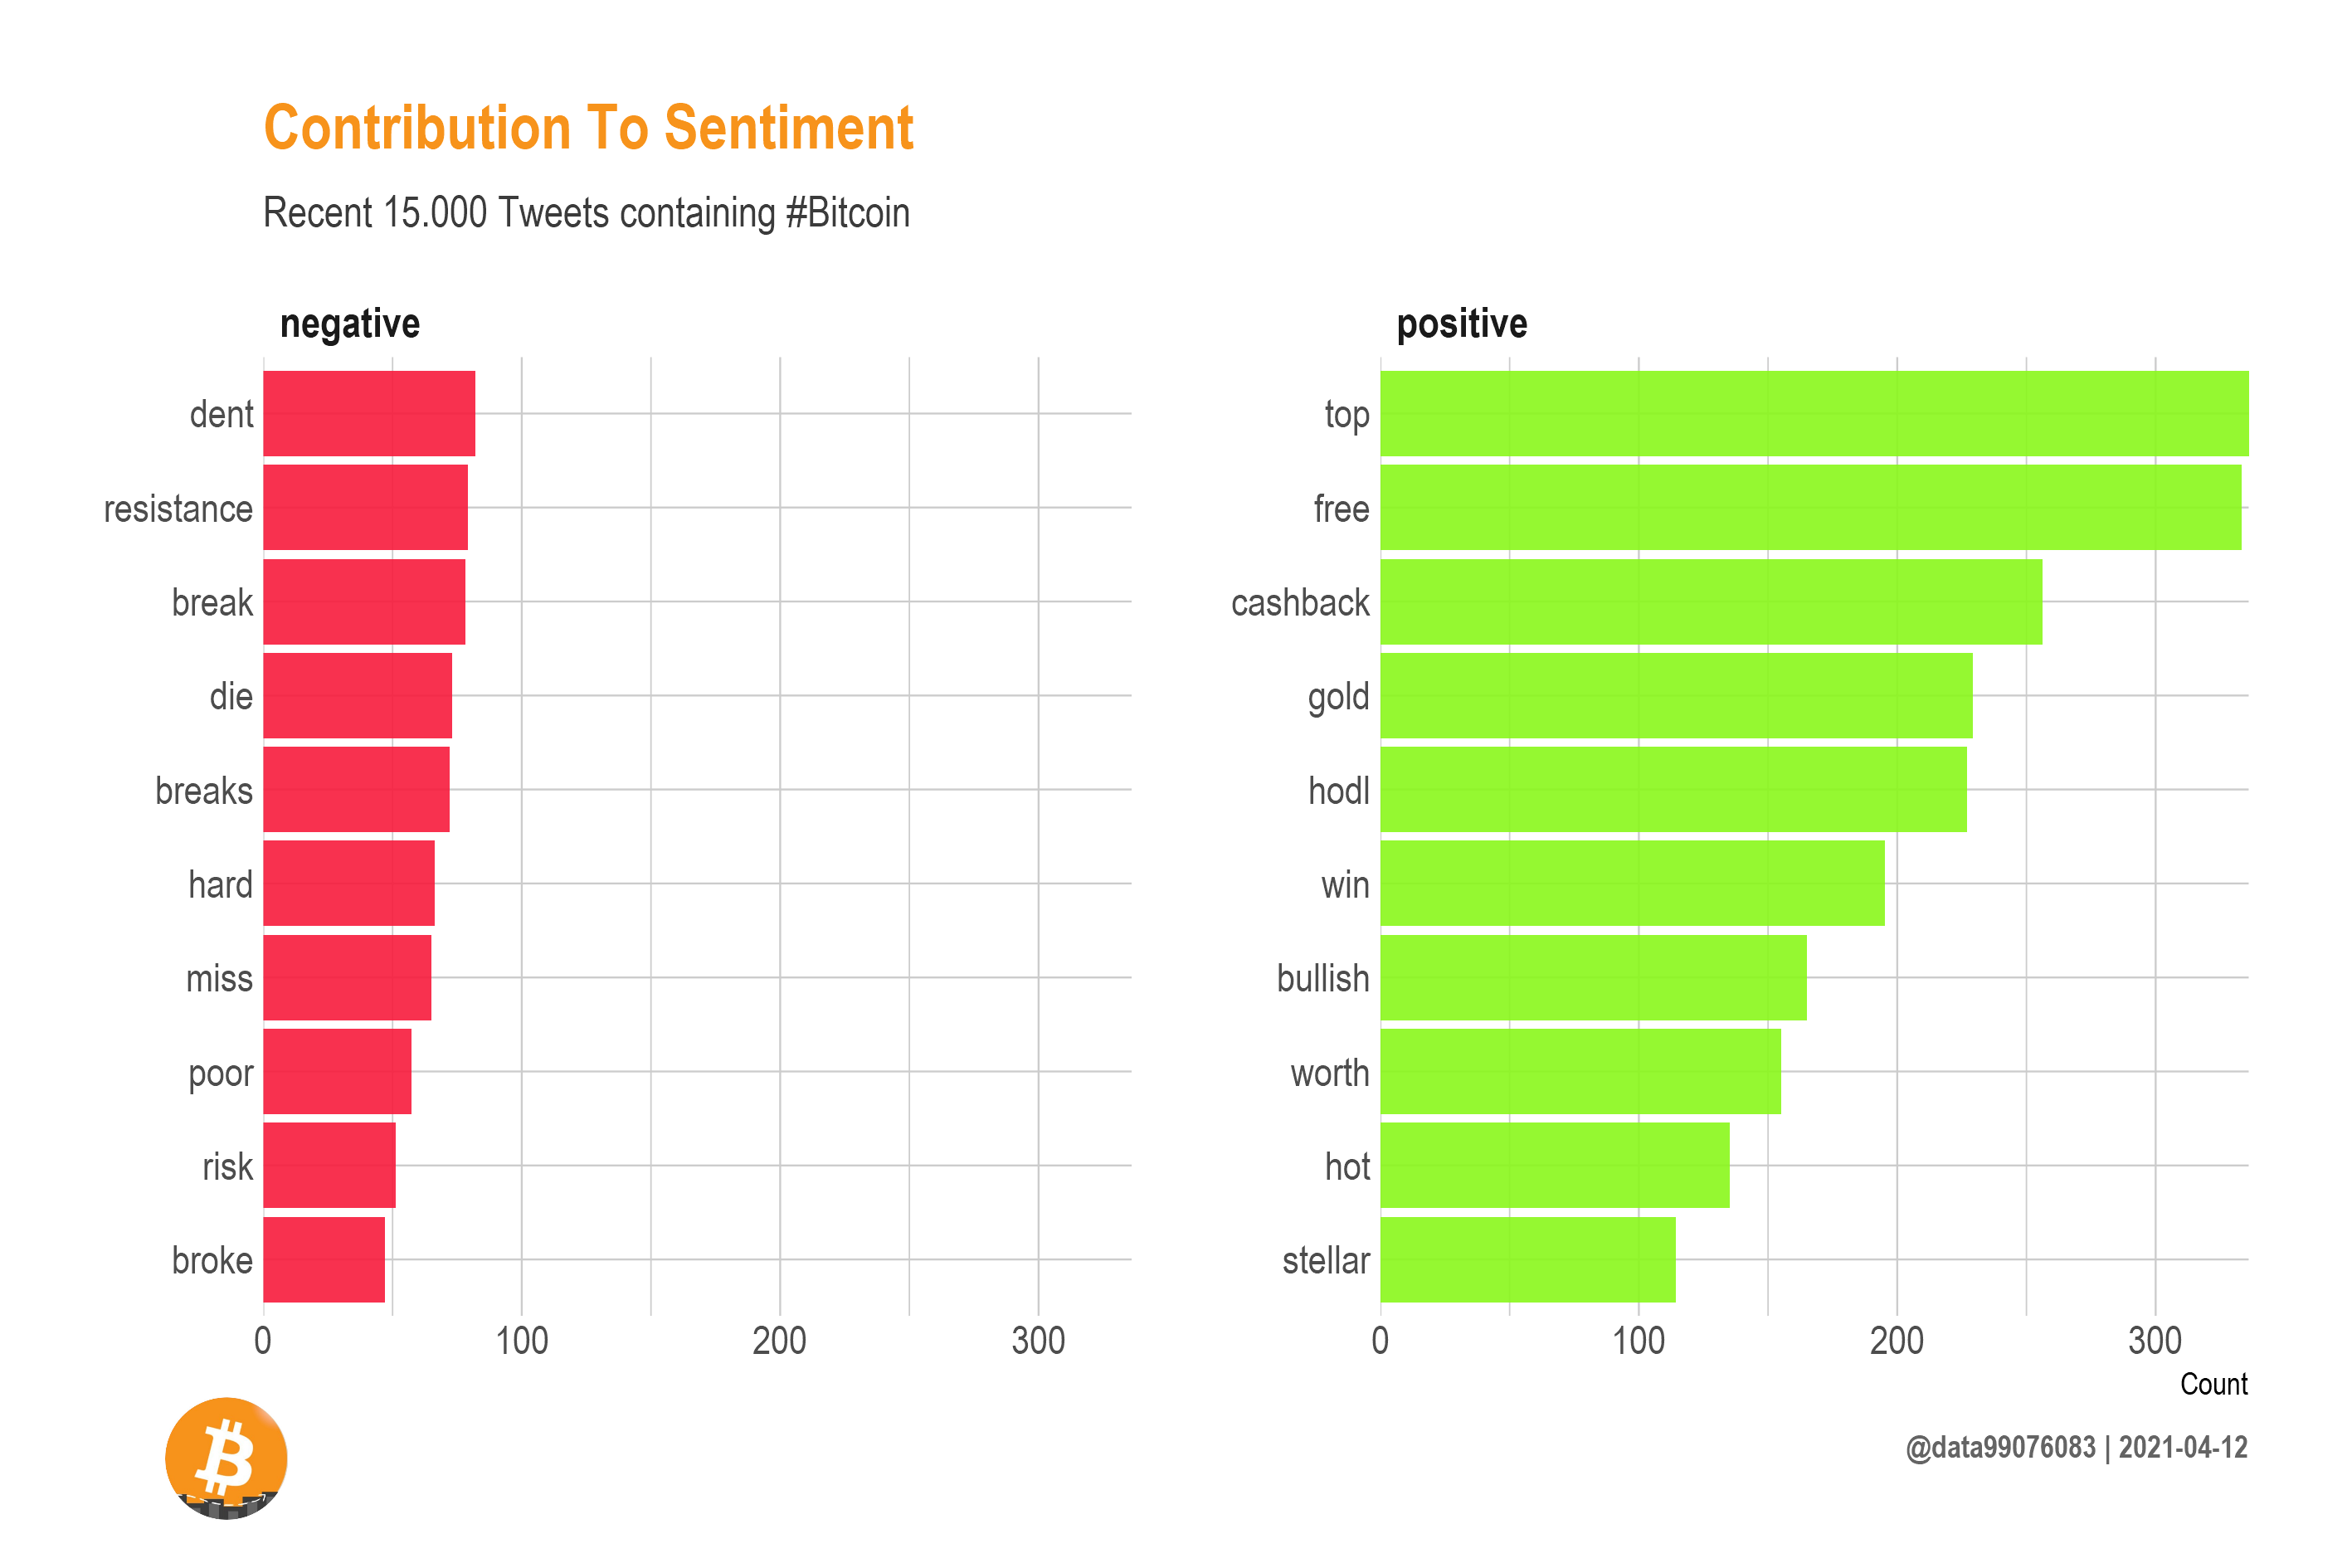 Contribution To Sentiment
Recent 15.000 Tweets containing #Bitcoin
negative
dent
resistance
break
die
breaks
hard
miss
poor
risk
broke
0 100 200 300
positive
top
free
cashback
gold
hodl
win
bullish
worth
hot
stellar
0 100 200 300
Count
@data99076083 | 2021-04-12